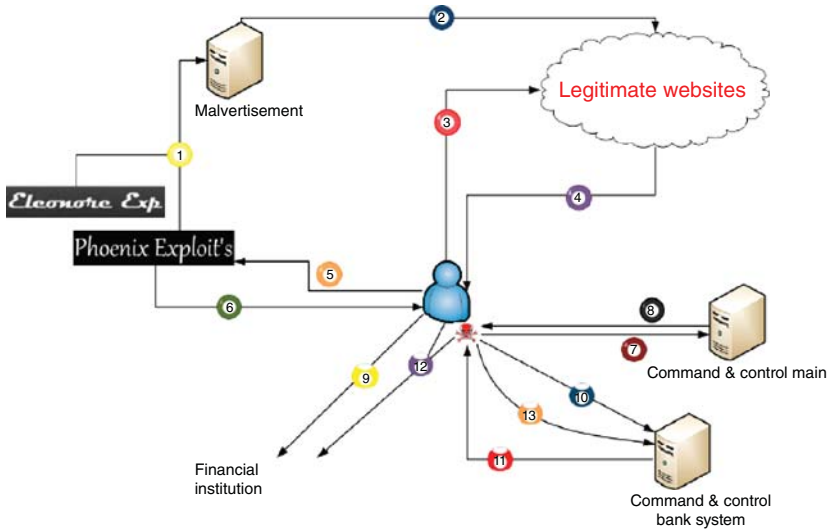 2
Malvertisement
Legitimate websites
3
1
Eleonore Exp
4
Phoenix Exploit's
5
6
8
7
Command & control main
9
12
10
13
11
Financial
institution
Command & control
bank system